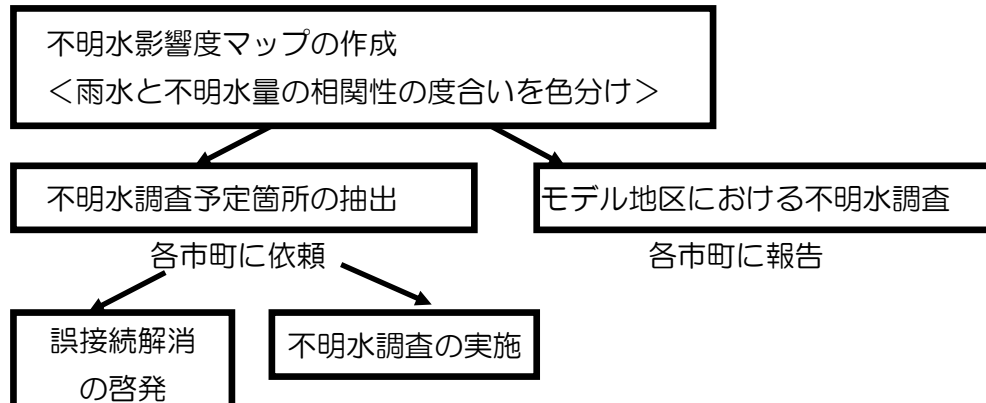 不明水影響度マップの作成
＜雨水と不明水量の相関性の度合いを色分け＞
不明水調査予定箇所の抽出
モデル地区における不明水調査
各市町に依頼
各市町に報告
誤接続解消
の啓発
不明水調査の実施